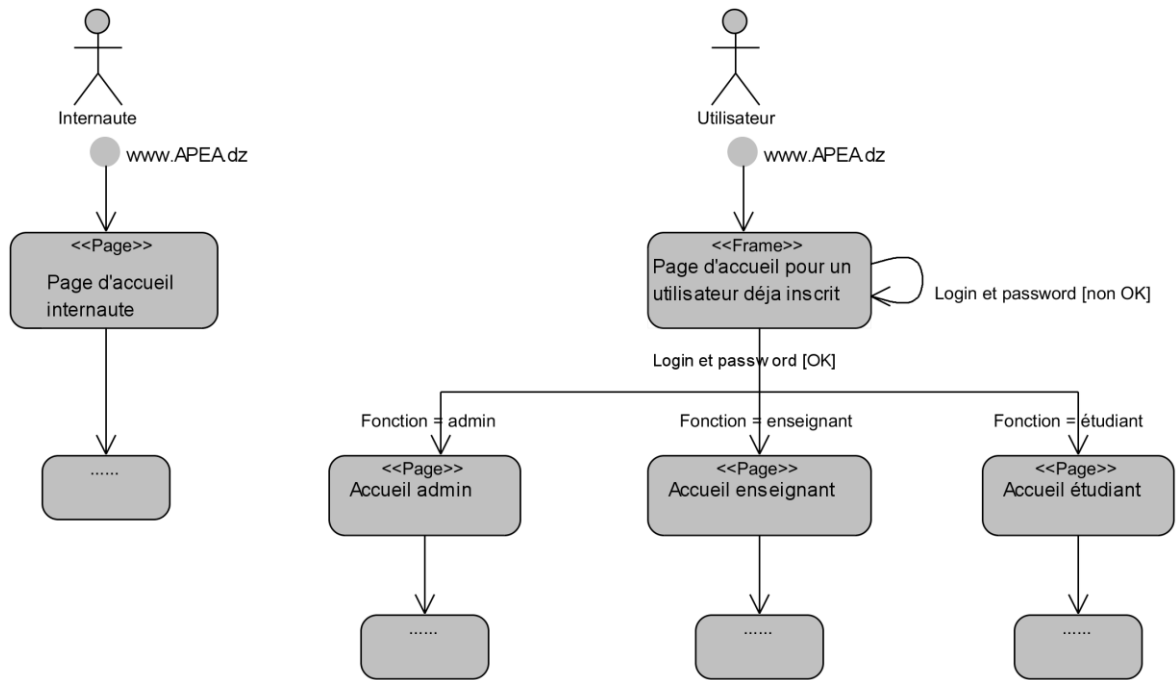 Internaute
www.APEA.dz
<<Page>>
Page d'accueil
internaute
......
Utilisateur
www.APEA.dz
<<Frame>>
Page d'accueil pour un
utilisateur déja inscrit
Login et password [non OK]
Login et password [OK]
Fonction = admin
Fonction = enseignant
Fonction = étudiant
<<Page>>
Accueil admin
<<Page>>
Accueil enseignant
<<Page>>
Accueil étudiant
......
......
......